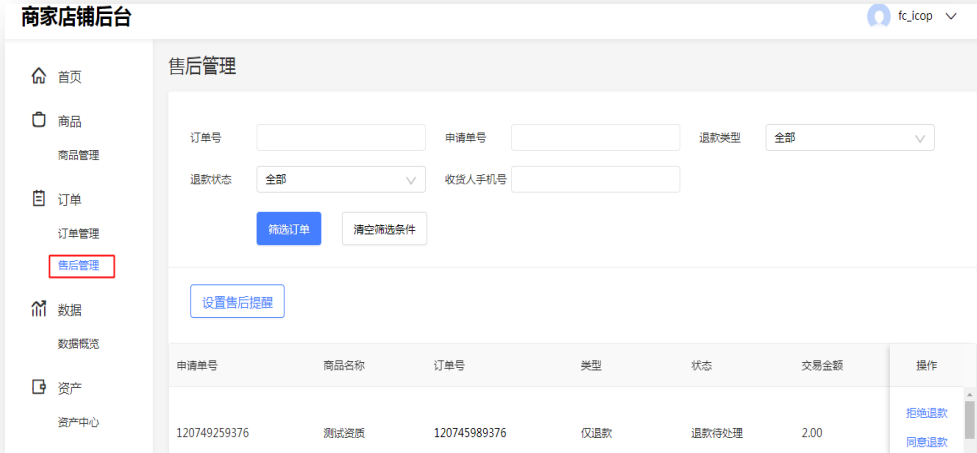 商家店铺后台
fc_icop
首页
商品
商品管理
订单
订单管理
售后管理
数据
数据概览
资产
资产中心
售后管理
订单号
申请单号
退款类型 全部
退款状态 全部
收货人手机号
筛选订单 清空筛选条件
设置售后提醒
申请单号 商品名称 订单号 类型 状态 交易金额 操作
120749259376 测试资质 120745989376 仅退款 退款待处理 2.00 拒绝退款
同意退款